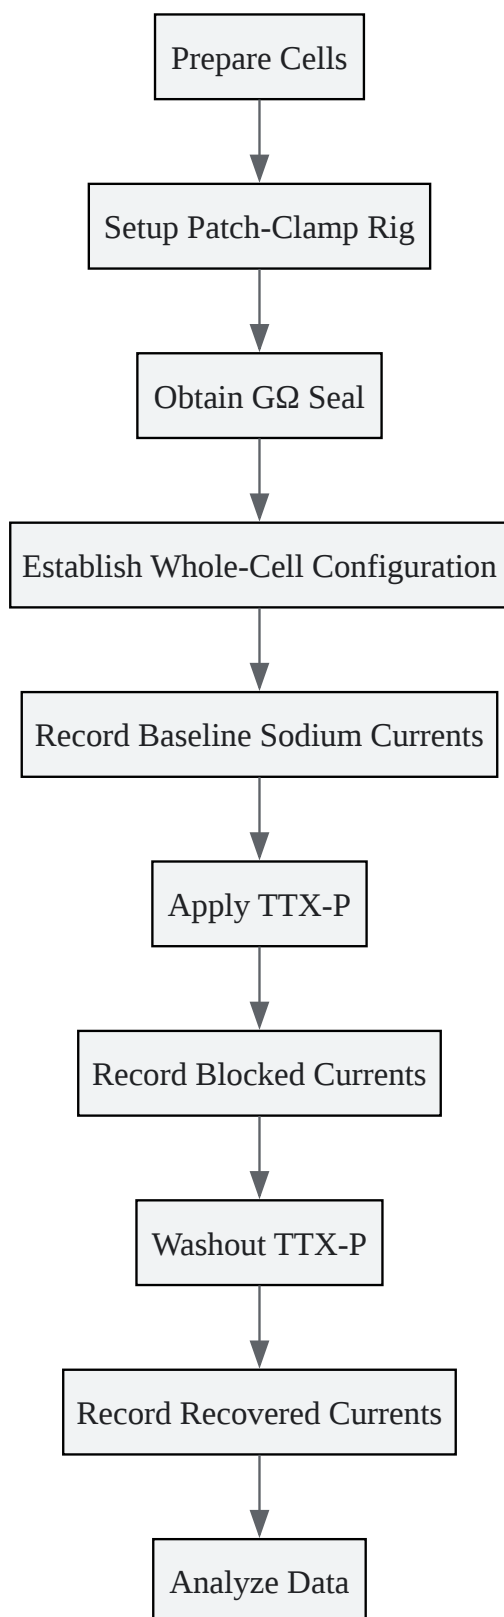 Prepare Cells
Setup Patch-Clamp Rig
Obtain GΩ Seal
Establish Whole-Cell Configuration
Record Baseline Sodium Currents
Apply TTX-P
Record Blocked Currents
Washout TTX-P
Record Recovered Currents
Analyze Data